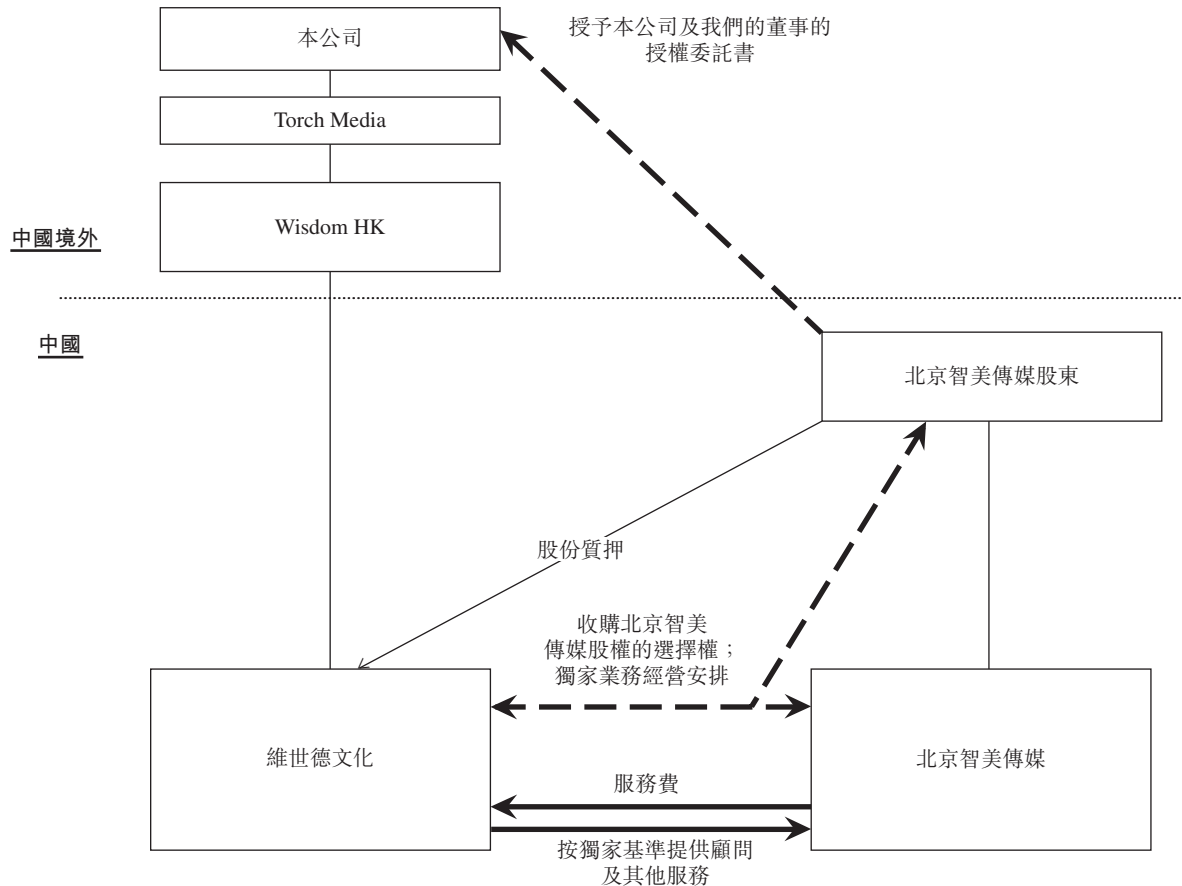 本公司
授予本公司及我們的董事的
授權委託書
Torch Media
Wisdom HK
中國境外
中國
北京智美傳媒股東
股份質押
收購北京智美
傳媒股權的選擇權；
獨家業務經營安排
維世德文化
北京智美傳媒
服務費
按獨家基準提供顧問
及其他服務